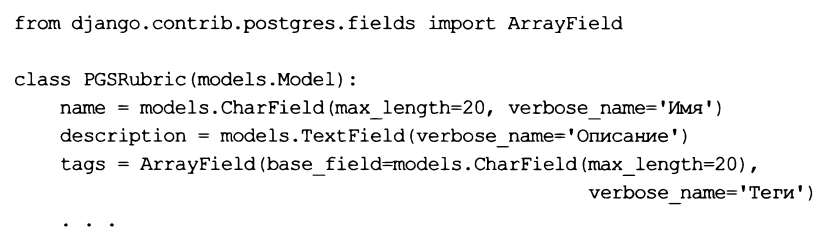 from django.contrib.postgres.fields import ArrayField
class PGSRubric(models.Model):
name = models.CharField(max_length=20, verbose_name='Имя')
description = models.TextField(verbose_name='Описание')
tags = ArrayField(base_field=models.CharField(max_length=20),
verbose_name='Теги')
. . .